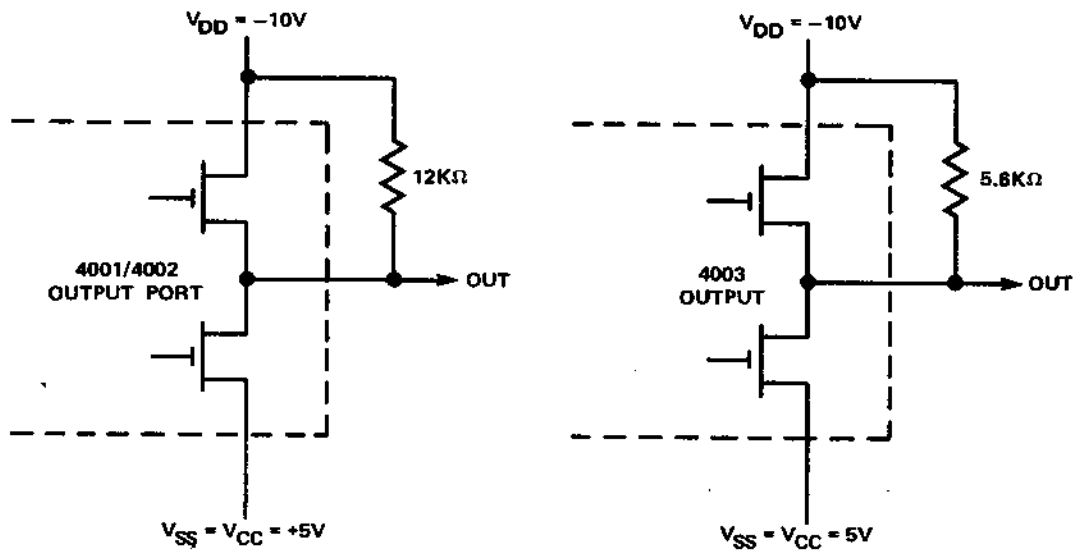 V_DD = −10V
12KΩ
4001/4002
OUTPUT PORT
OUT
V_SS = V_CC = +5V
V_DD = −10V
5.6KΩ
4003
OUTPUT
OUT
V_SS = V_CC = 5V